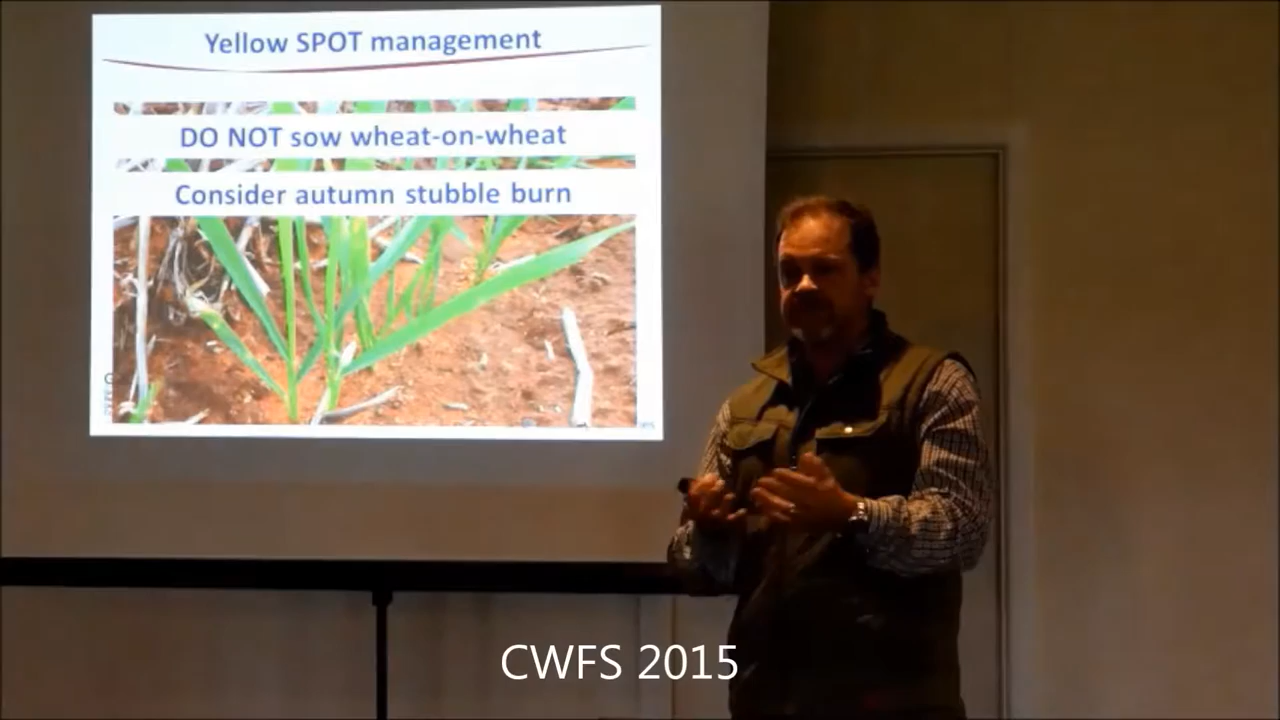 Yellow SPOT management
DO NOT sow wheat-on-wheat
Consider autumn stubble burn
CWFS 2015